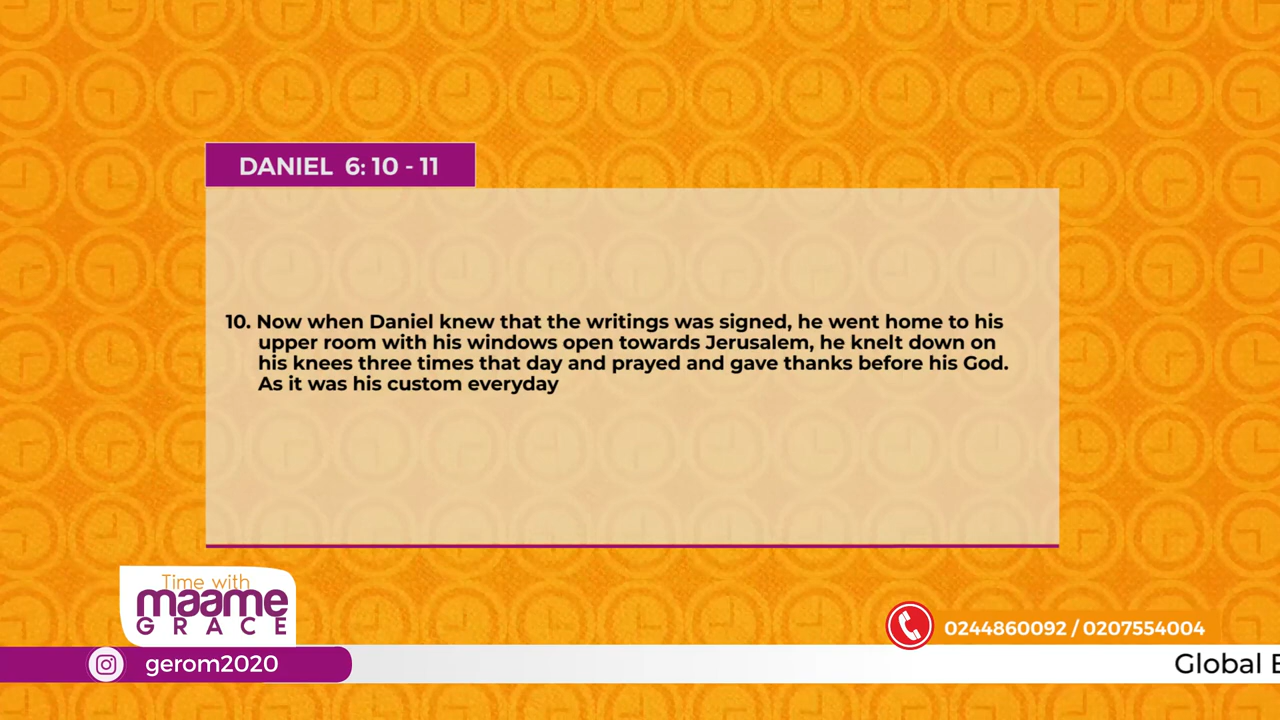 DANIEL 6: 10 - 11
10. Now when Daniel knew that the writings was signed, he went home to his
upper room with his windows open towards Jerusalem, he knelt down on
his knees three times that day and prayed and gave thanks before his God.
As it was his custom everyday
Time with
maame
GRACE
0244860092 / 0207554004
gerom2020
Global E